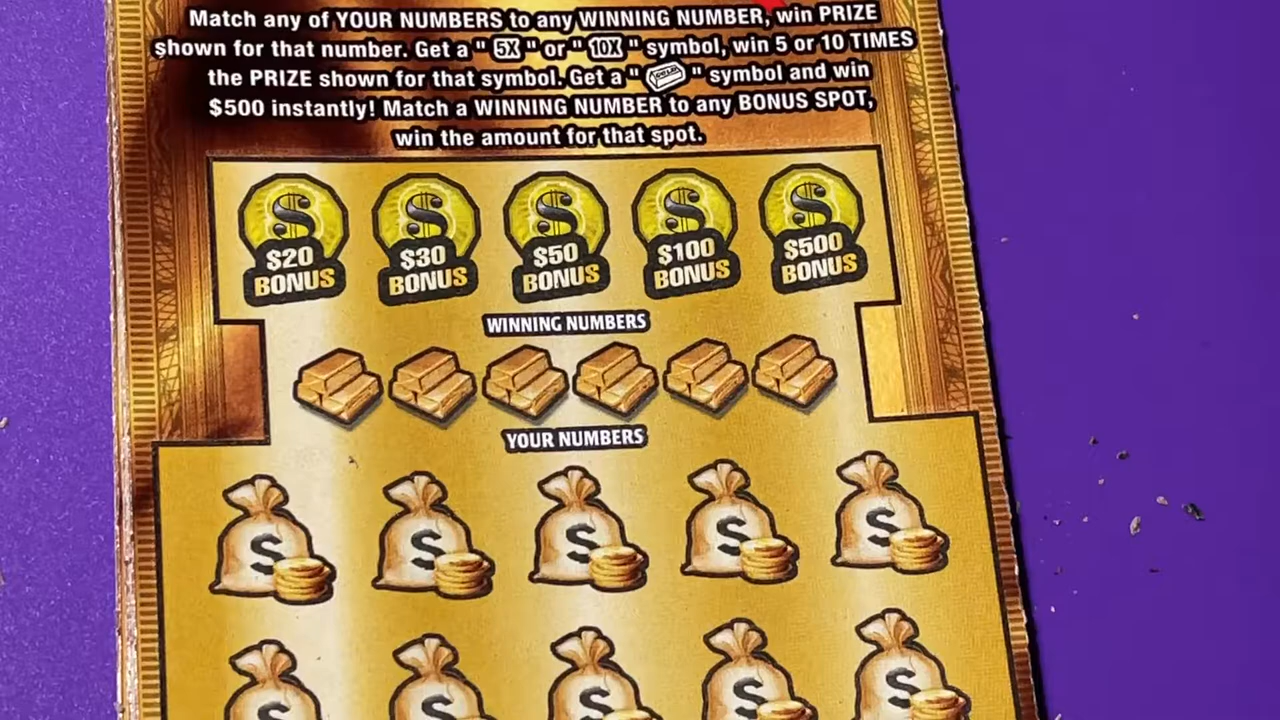 Match any of YOUR NUMBERS to any WINNING NUMBER, win PRIZE
shown for that number. Get a " 5X " or " 10X " symbol, win 5 or 10 TIMES
the PRIZE shown for that symbol. Get a " " symbol and win
$500 instantly! Match a WINNING NUMBER to any BONUS SPOT,
win the amount for that spot.
$ $ $ $ $
$20 $30 $50 $100 $500
BONUS BONUS BONUS BONUS BONUS
WINNING NUMBERS
YOUR NUMBERS
$ $ $ $ $
$ $ $ $ $